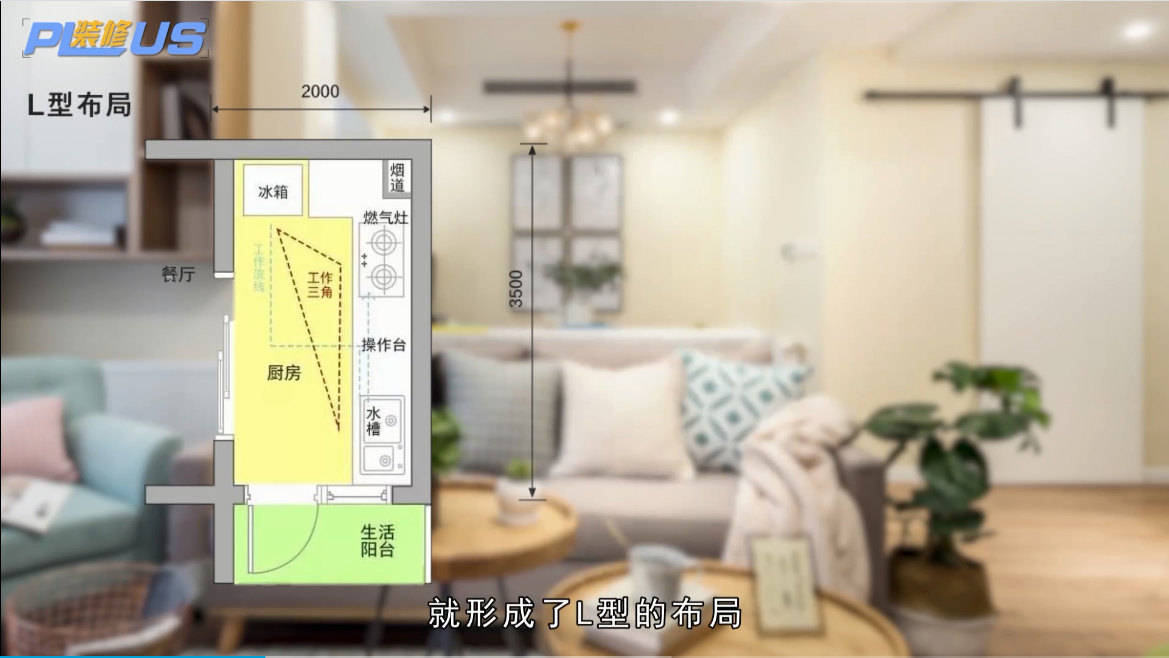 PL装修US
L型布局
2000
烟
道
冰箱
燃气灶
工作顶线
工作
三角
餐厅
3500
操作台
厨房
水
槽
生活
阳台
就形成了L型的布局